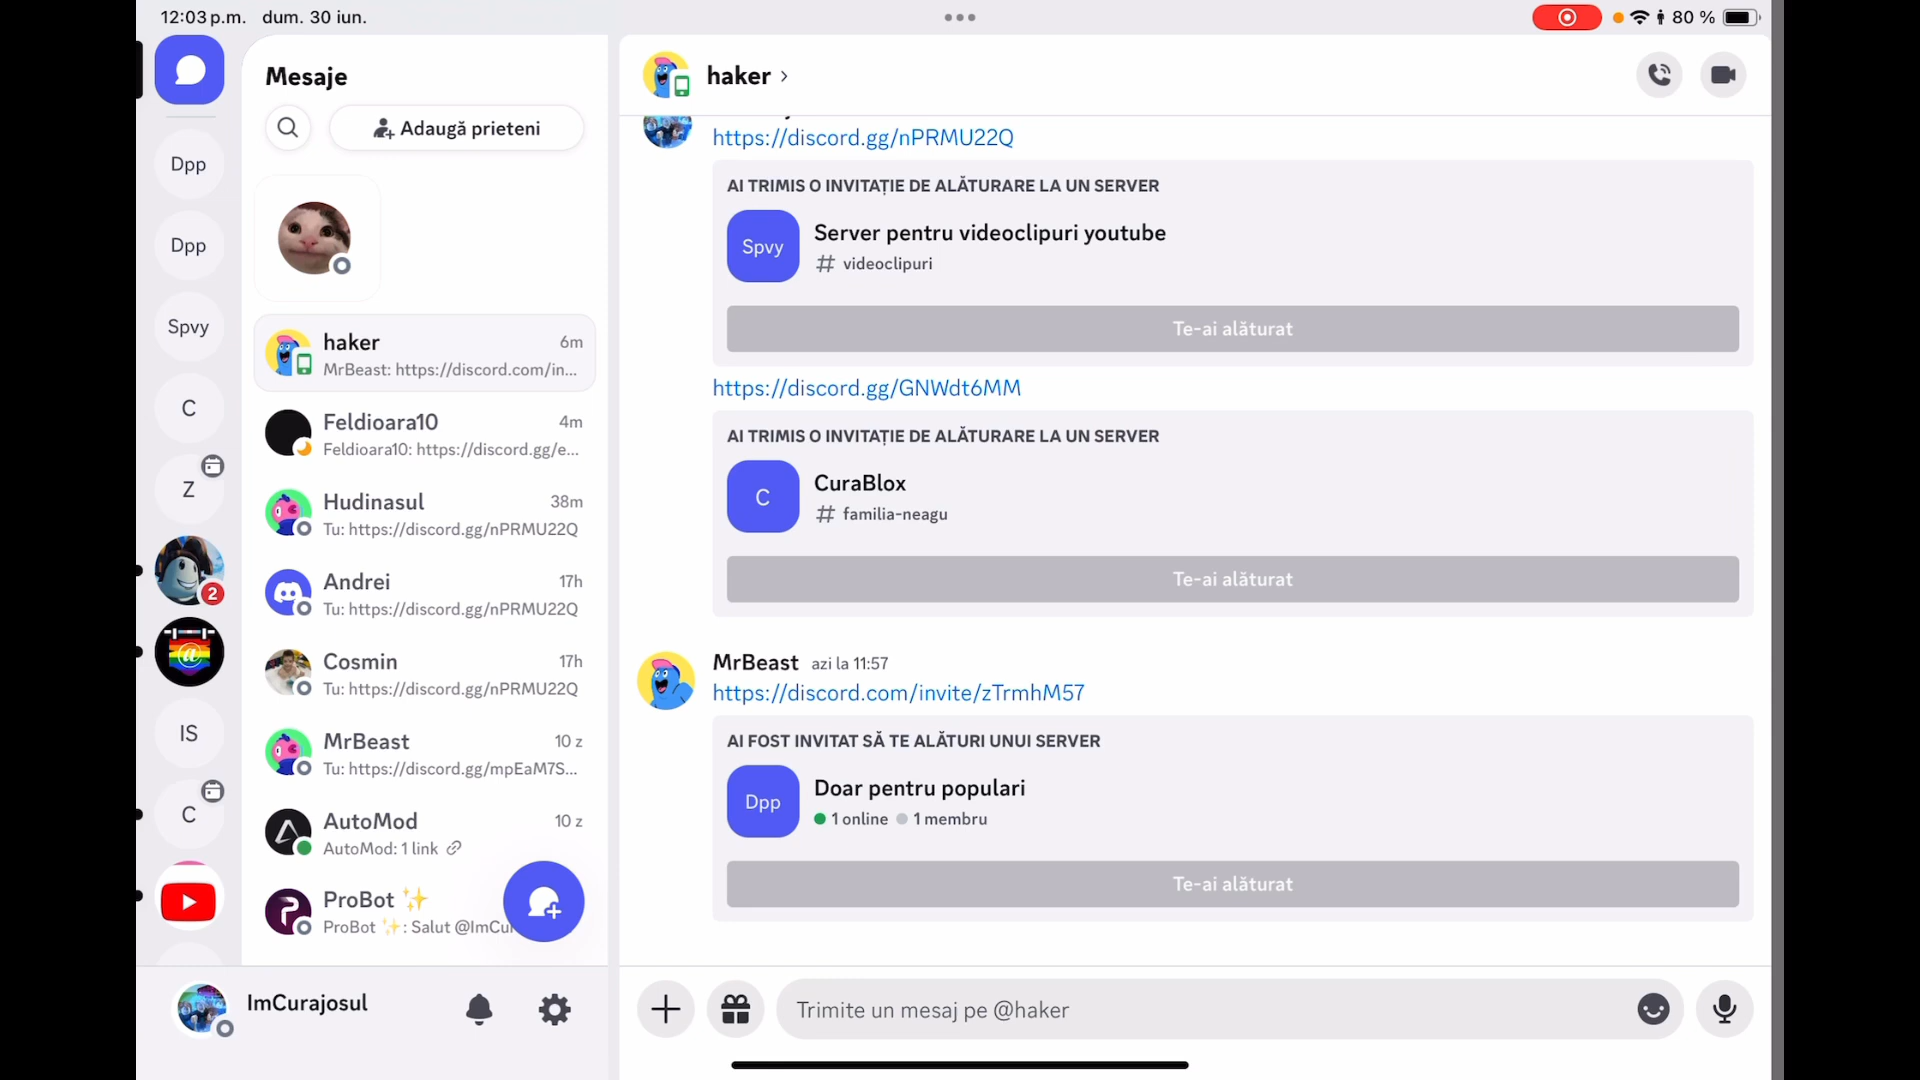 12:03 p.m. dum. 30 iun.
80 %
Mesaje
Adaugă prieteni
Dpp
Dpp
Spvy
C
Z
2
@
IS
C
haker 6m
MrBeast: https://discord.com/in...
Feldioara10 4m
Feldioara10: https://discord.gg/e...
Hudinasul 38m
Tu: https://discord.gg/nPRMU22Q
Andrei 17h
Tu: https://discord.gg/nPRMU22Q
Cosmin 17h
Tu: https://discord.gg/nPRMU22Q
MrBeast 10 z
Tu: https://discord.gg/mpEaM7S...
AutoMod 10 z
AutoMod: 1 link
ProBot ✨
ProBot ✨: Salut @ImCu
ImCurajosul
haker
https://discord.gg/nPRMU22Q
AI TRIMIS O INVITAȚIE DE ALĂTURARE LA UN SERVER
Spvy
Server pentru videoclipuri youtube
# videoclipuri
Te-ai alăturat
https://discord.gg/GNWdt6MM
AI TRIMIS O INVITAȚIE DE ALĂTURARE LA UN SERVER
C
CuraBlox
# familia-neagu
Te-ai alăturat
MrBeast azi la 11:57
https://discord.com/invite/zTrmhM57
AI FOST INVITAT SĂ TE ALĂTURI UNUI SERVER
Dpp
Doar pentru populari
1 online 1 membru
Te-ai alăturat
Trimite un mesaj pe @haker